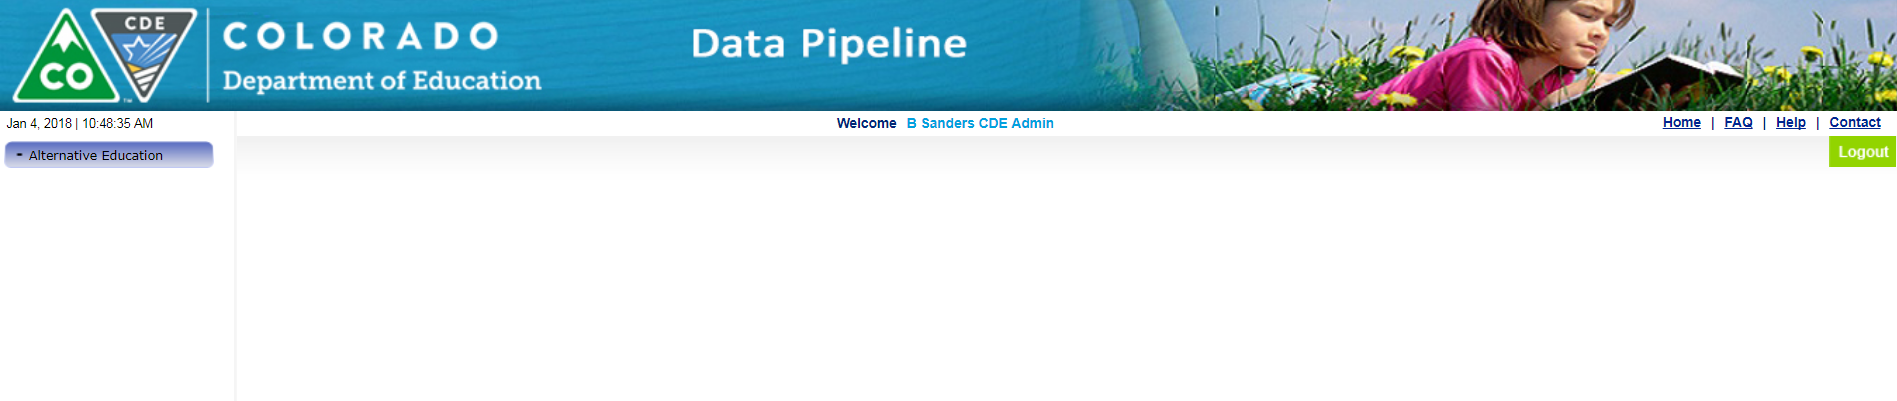 CDE
CO
COLORADO
Department of Education
Data Pipeline
Jan 4, 2018 | 10:48:35 AM
Welcome B Sanders CDE Admin
Home | FAQ | Help | Contact
- Alternative Education
Logout